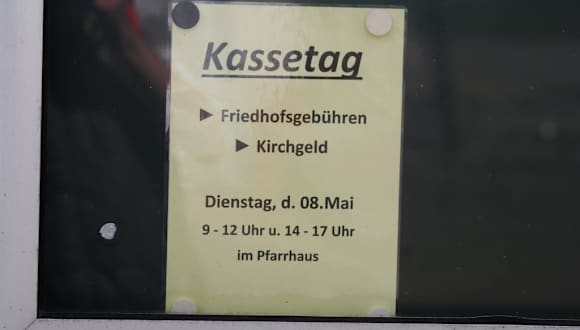 Kassetag
► Friedhofsgebühren
► Kirchgeld
Dienstag, d. 08.Mai
9 - 12 Uhr u. 14 - 17 Uhr
im Pfarrhaus